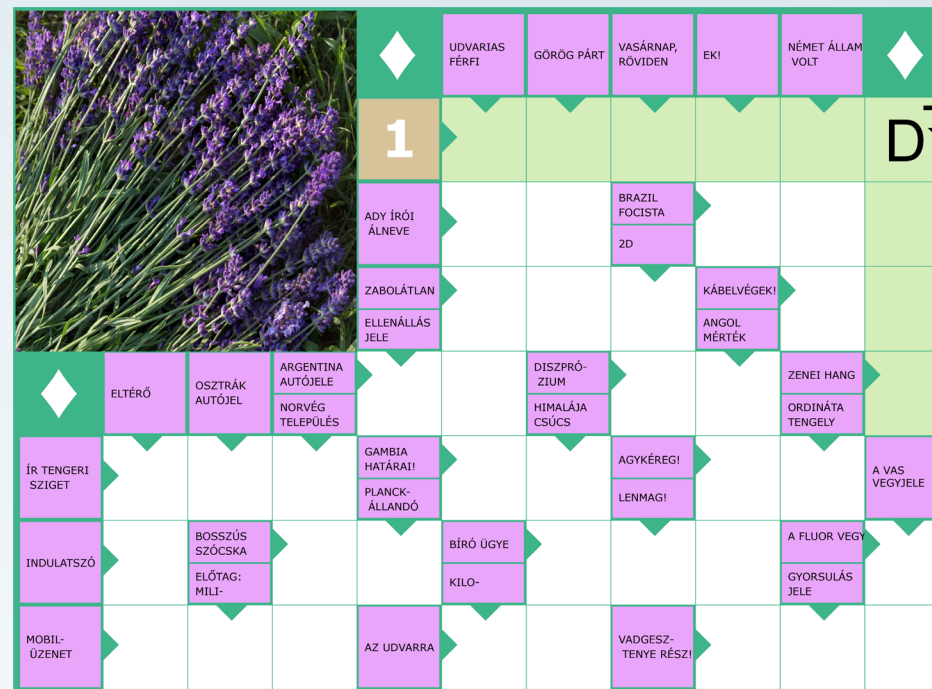 UDVARIAS
FÉRFI
GÖRÖG PÁRT
VASÁRNAP,
RÖVIDEN
EK!
NÉMET ÁLLAM
VOLT
1
D
ADY ÍRÓI
ÁLNEVE
BRAZIL
FOCISTA
2D
ZABOLÁTLAN
ELLENÁLLÁS
JELE
KÁBELVÉGEK!
ANGOL
MÉRTÉK
ELTÉRŐ
OSZTRÁK
AUTÓJEL
ARGENTINA
AUTÓJELE
NORVÉG
TELEPÜLÉS
DISZPRÓ-
ZIUM
HIMALÁJA
CSÚCS
ZENEI HANG
ORDINÁTA
TENGELY
ÍR TENGERI
SZIGET
GAMBIA
HATÁRAI!
PLANCK-
ÁLLANDÓ
AGYKÉREG!
LENMAG!
A VAS
VEGYJELE
INDULATSZÓ
BOSSZÚS
SZÓCSKA
ELŐTAG:
MILI-
BÍRÓ ÜGYE
KILO-
A FLUOR VEGY
GYORSULÁS
JELE
MOBIL-
ÜZENET
AZ UDVARRA
VADGESZ-
TENYE RÉSZ!